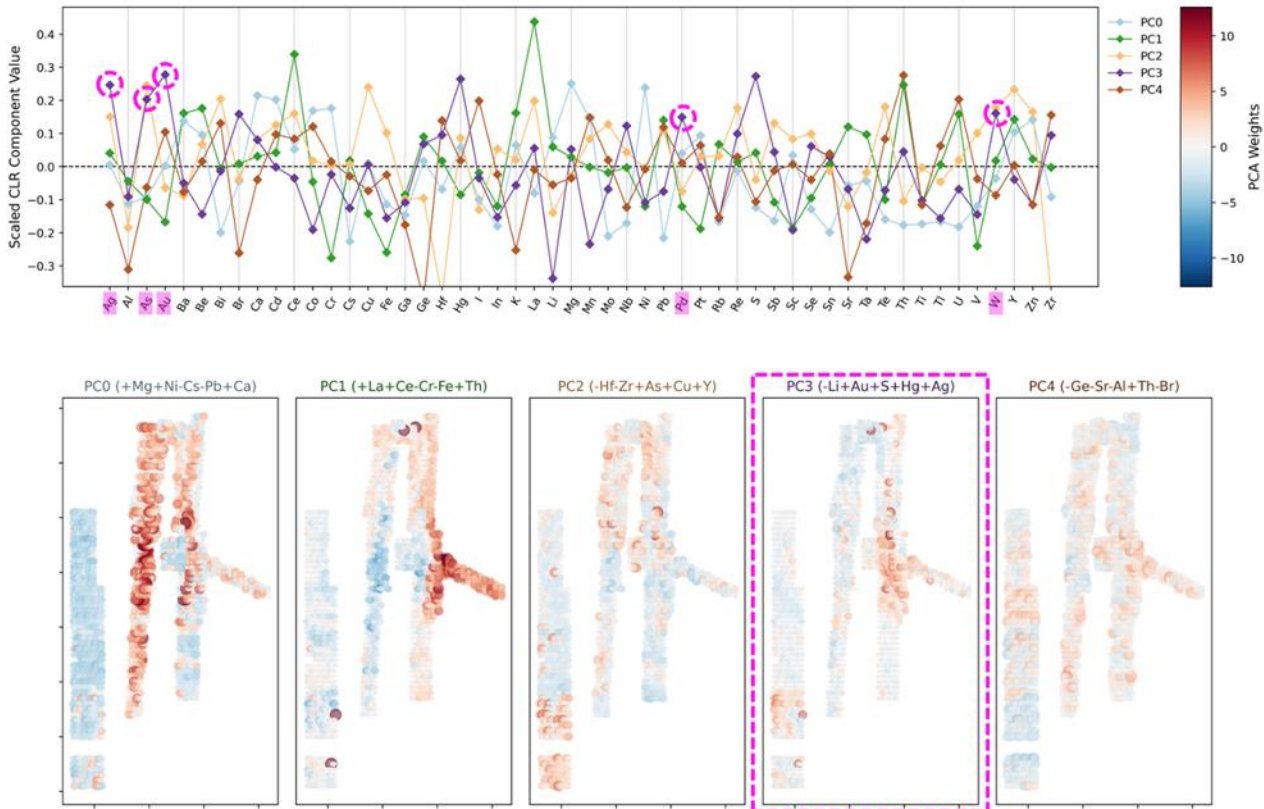 Scaled CLR Component Value
0.4
0.3
0.2
0.1
0.0
−0.1
−0.2
−0.3
Ag Al As Au Ba Be Bi Br Ca Cd Ce Co Cr Cs Cu Fe Ga Ge Hf Hg I In K La Li Mg Mn Mo Nb Ni Pb Pd Pt Rb Re S Sb Sc Se Sn Sr Ta Te Th Ti Tl U V W Y Zn Zr
PC0
PC1
PC2
PC3
PC4
10
5
0
−5
−10
PCA Weights
PC0 (+Mg+Ni-Cs-Pb+Ca)
PC1 (+La+Ce-Cr-Fe+Th)
PC2 (-Hf-Zr+As+Cu+Y)
PC3 (-Li+Au+S+Hg+Ag)
PC4 (-Ge-Sr-Al+Th-Br)